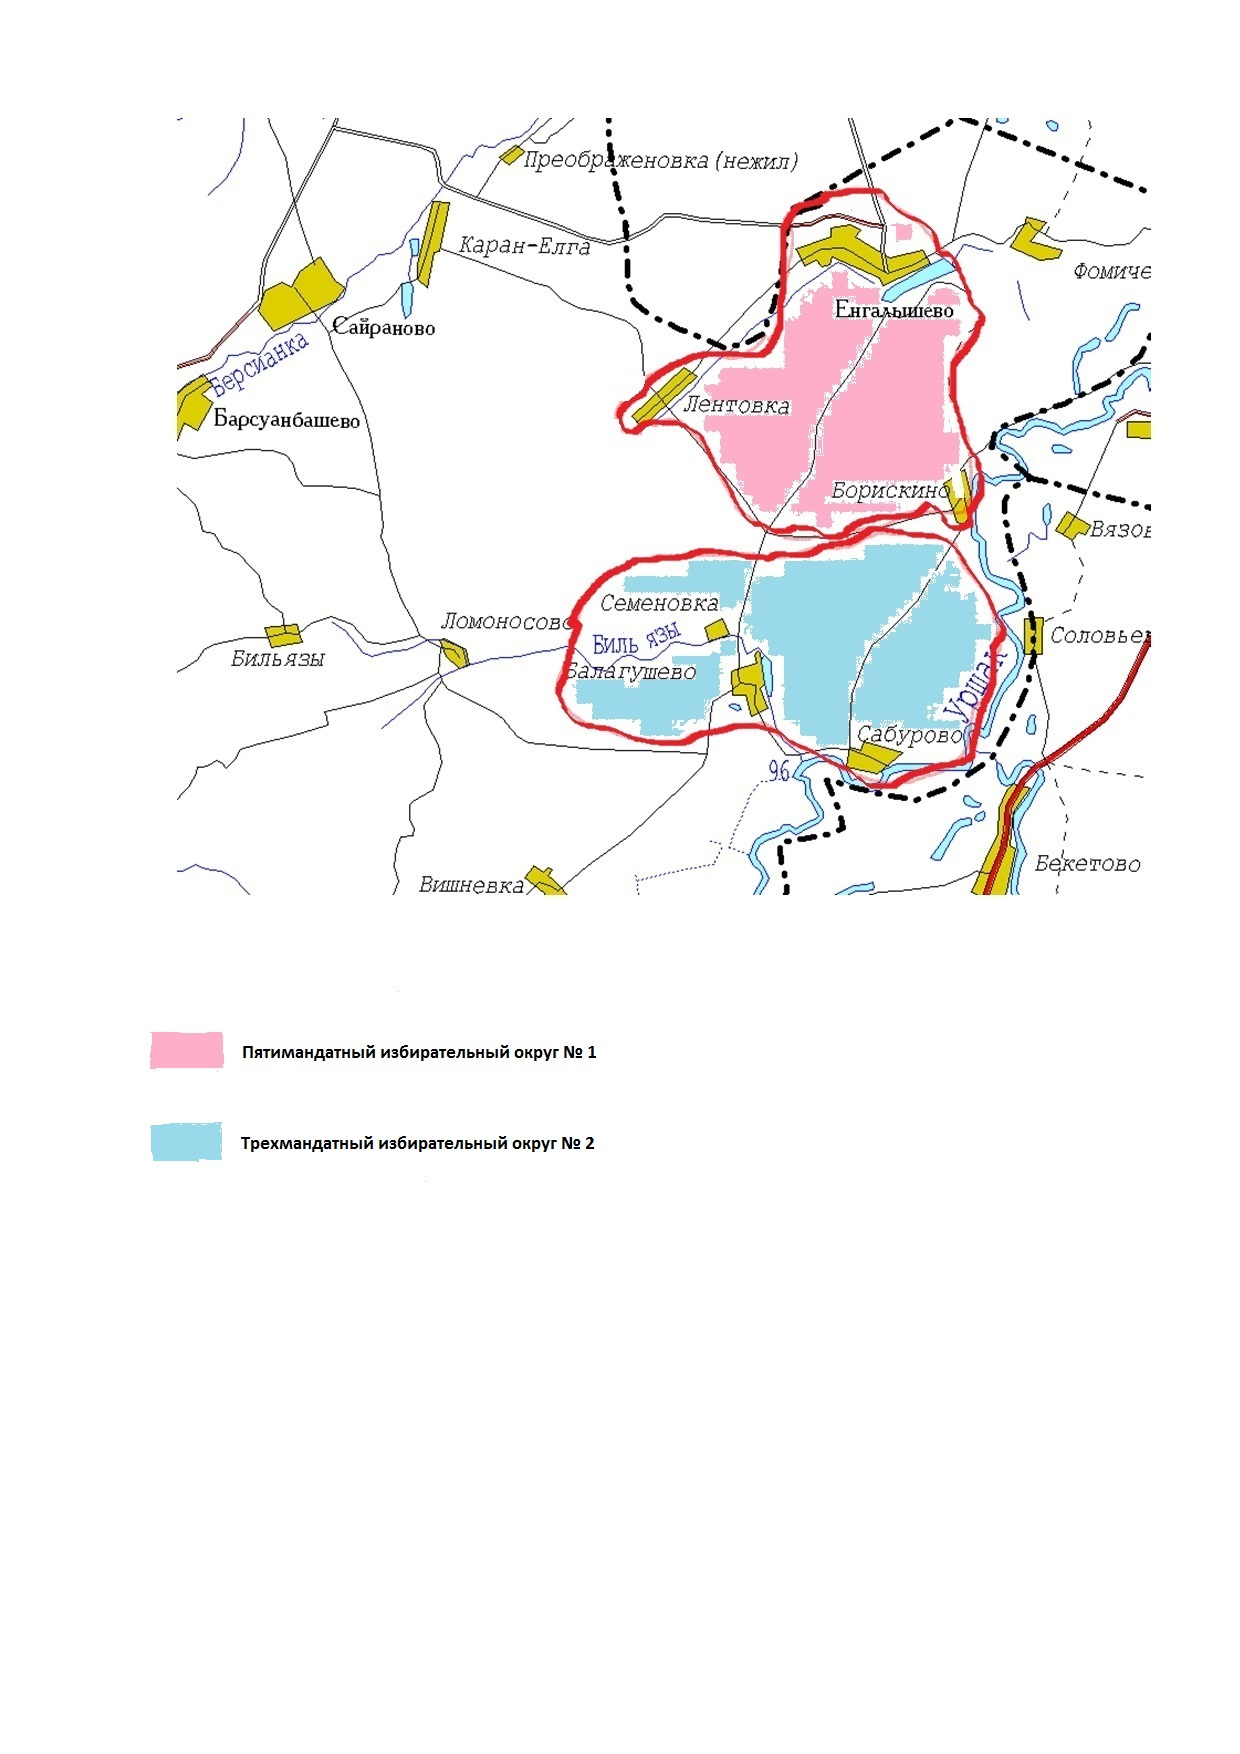 Преображеновка (нежил)
Каран-Елга
Фомиче
Сайраново
Енгалышево
Берсианка
Барсуанбашево
Лентовка
Борискино
Вязов
Семеновка
Ломоносово
Биль язы
Соловьев
Бильязы
Балагушево
Уршак
Сабурово
96
Бекетово
Вишневка
Пятимандатный избирательный округ № 1
Трехмандатный избирательный округ № 2